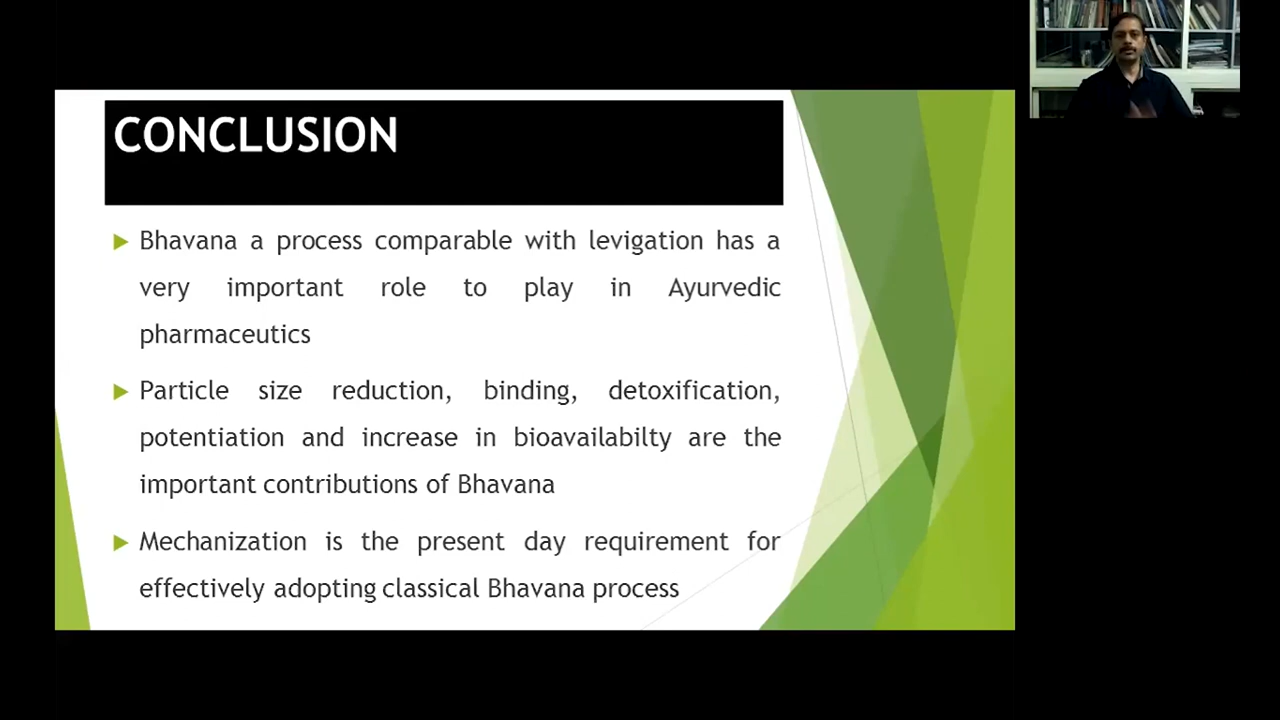 CONCLUSION
Bhavana a process comparable with levigation has a
very important role to play in Ayurvedic
pharmaceutics
Particle size reduction, binding, detoxification,
potentiation and increase in bioavailabilty are the
important contributions of Bhavana
Mechanization is the present day requirement for
effectively adopting classical Bhavana process